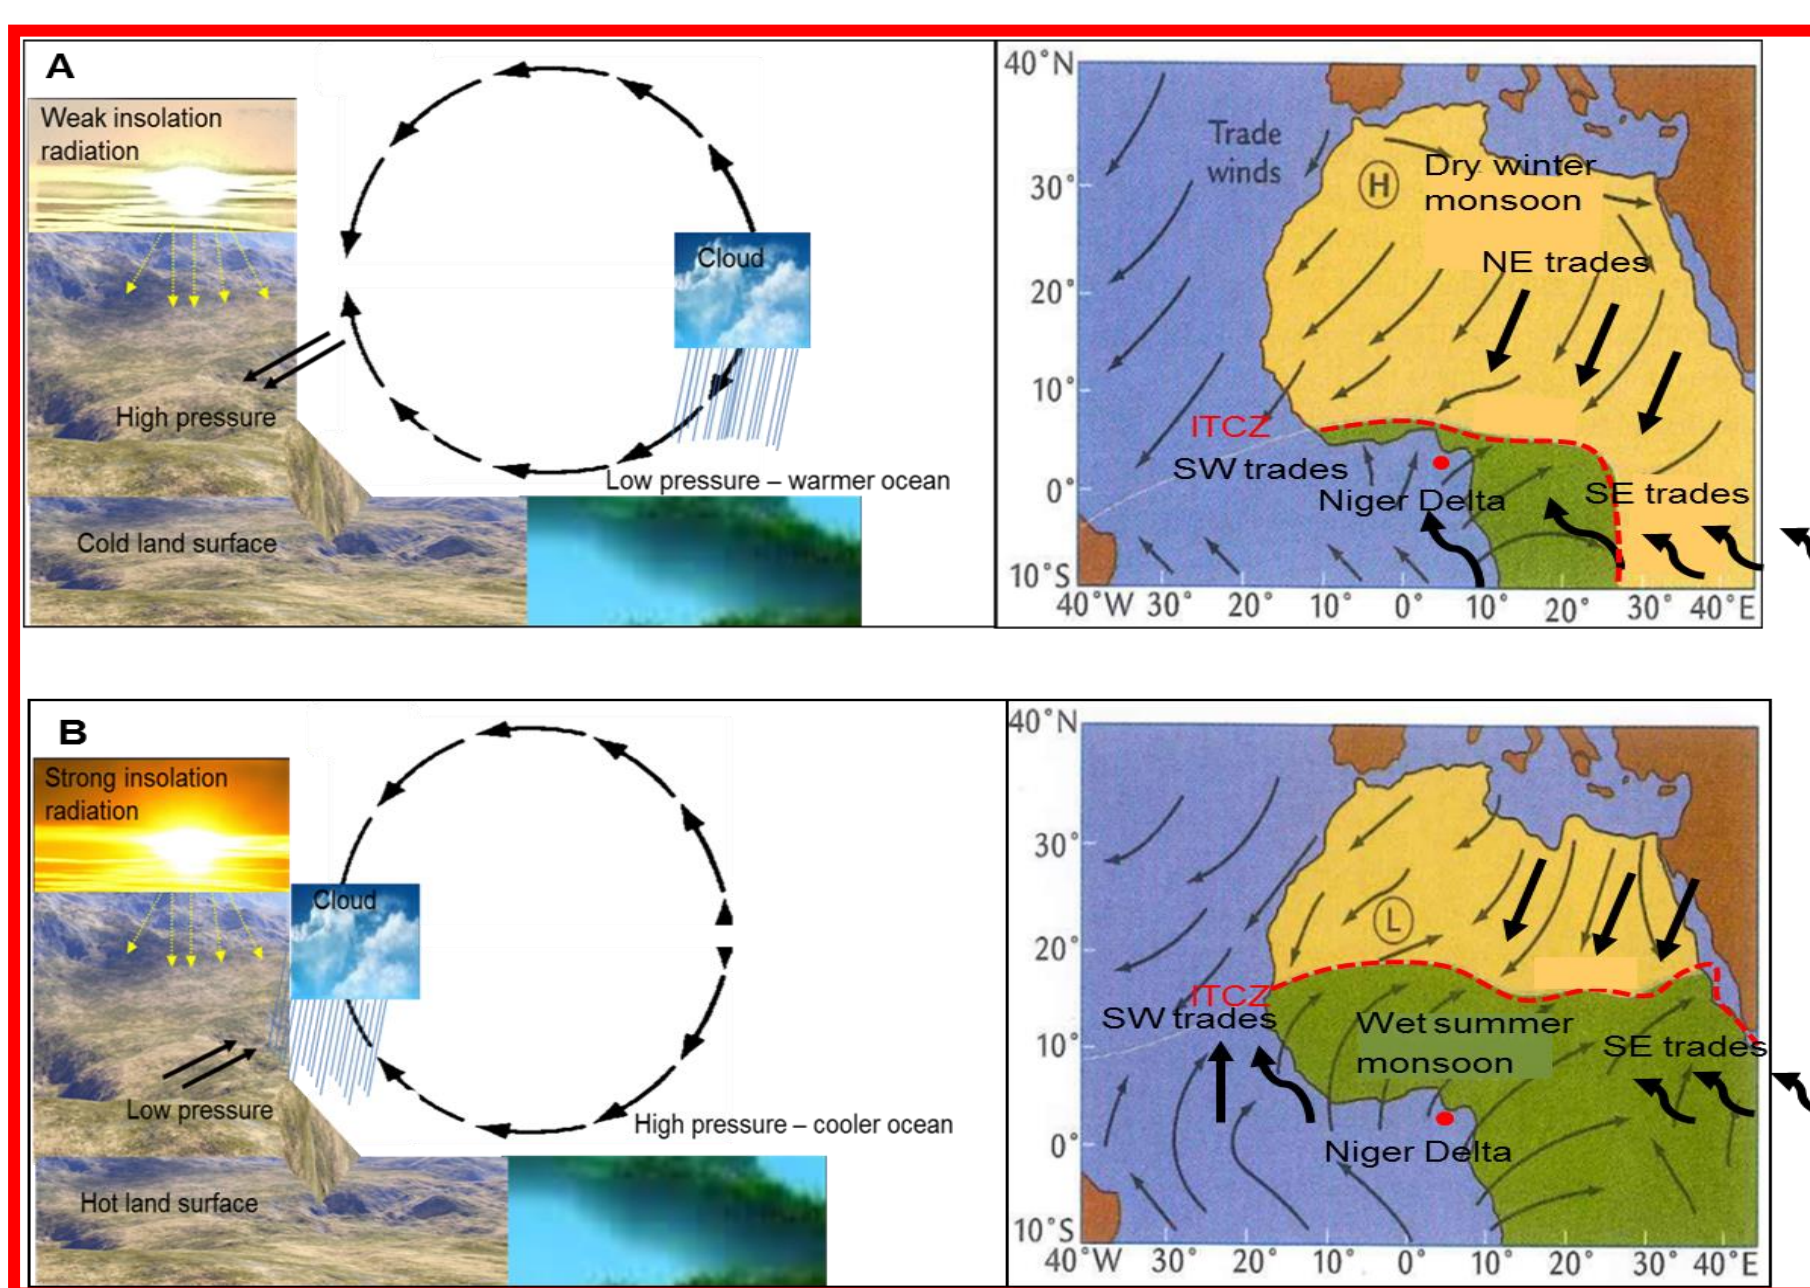 A
Weak insolation
radiation
Cloud
High pressure
Low pressure – warmer ocean
Cold land surface
40°N
30°
20°
10°
0°
10°S
Trade
winds
H
Dry winter
monsoon
NE trades
ITCZ
SW trades
Niger Delta
SE trades
40°W 30° 20° 10° 0° 10° 20° 30° 40°E
B
Strong insolation
radiation
Cloud
Low pressure
High pressure – cooler ocean
Hot land surface
40°N
30°
20°
10°
0°
10°S
L
ITCZ
SW trades
Wet summer
monsoon
SE trades
Niger Delta
40°W 30° 20° 10° 0° 10° 20° 30° 40°E